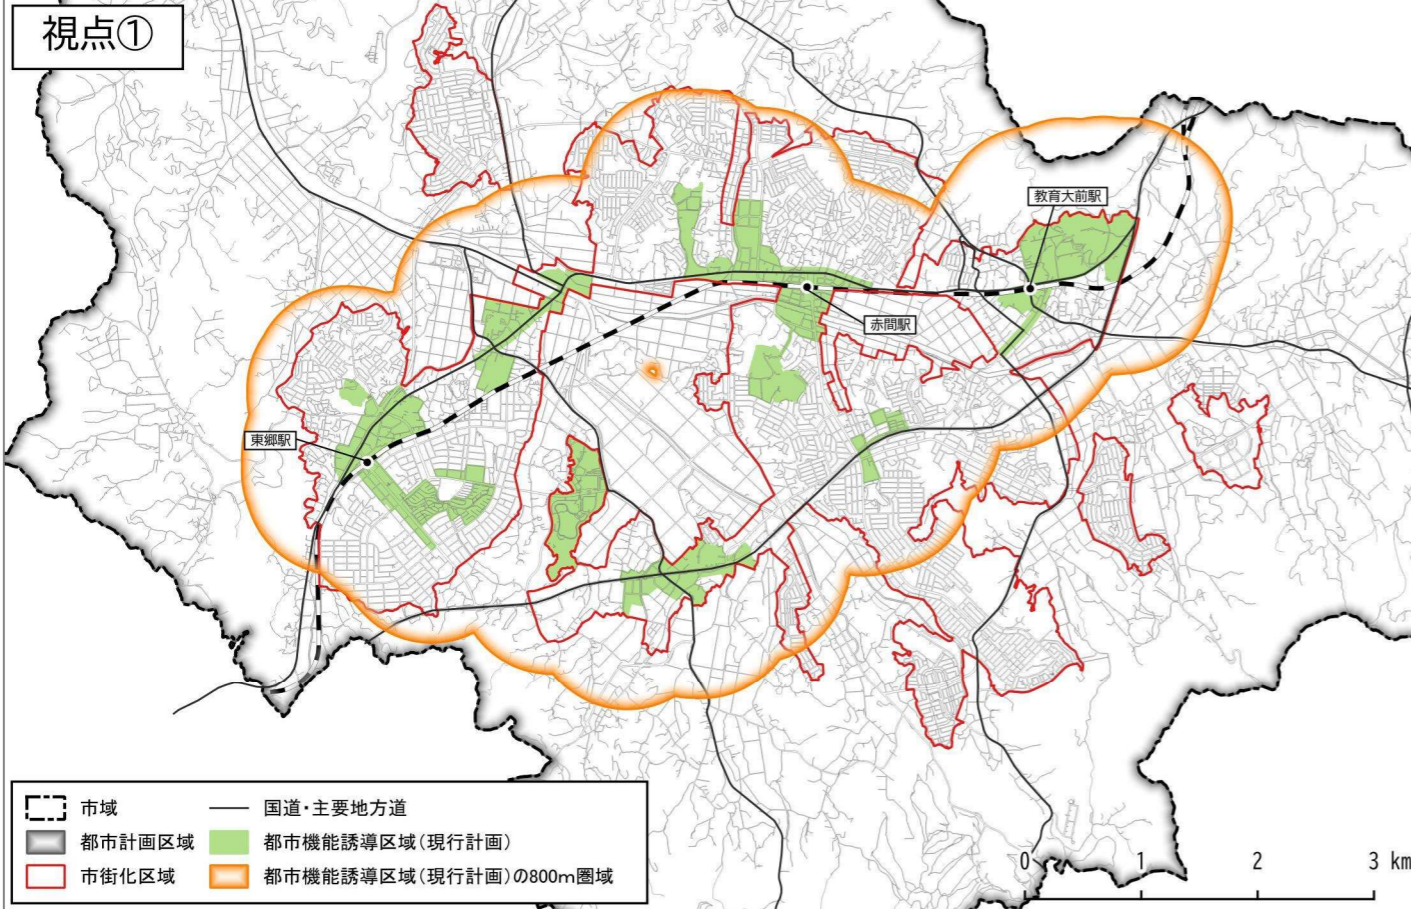 視点①
教育大前駅
赤間駅
東郷駅
市域
国道・主要地方道
都市計画区域
都市機能誘導区域(現行計画)
市街化区域
都市機能誘導区域(現行計画)の800m圏域
0 1 2 3 km